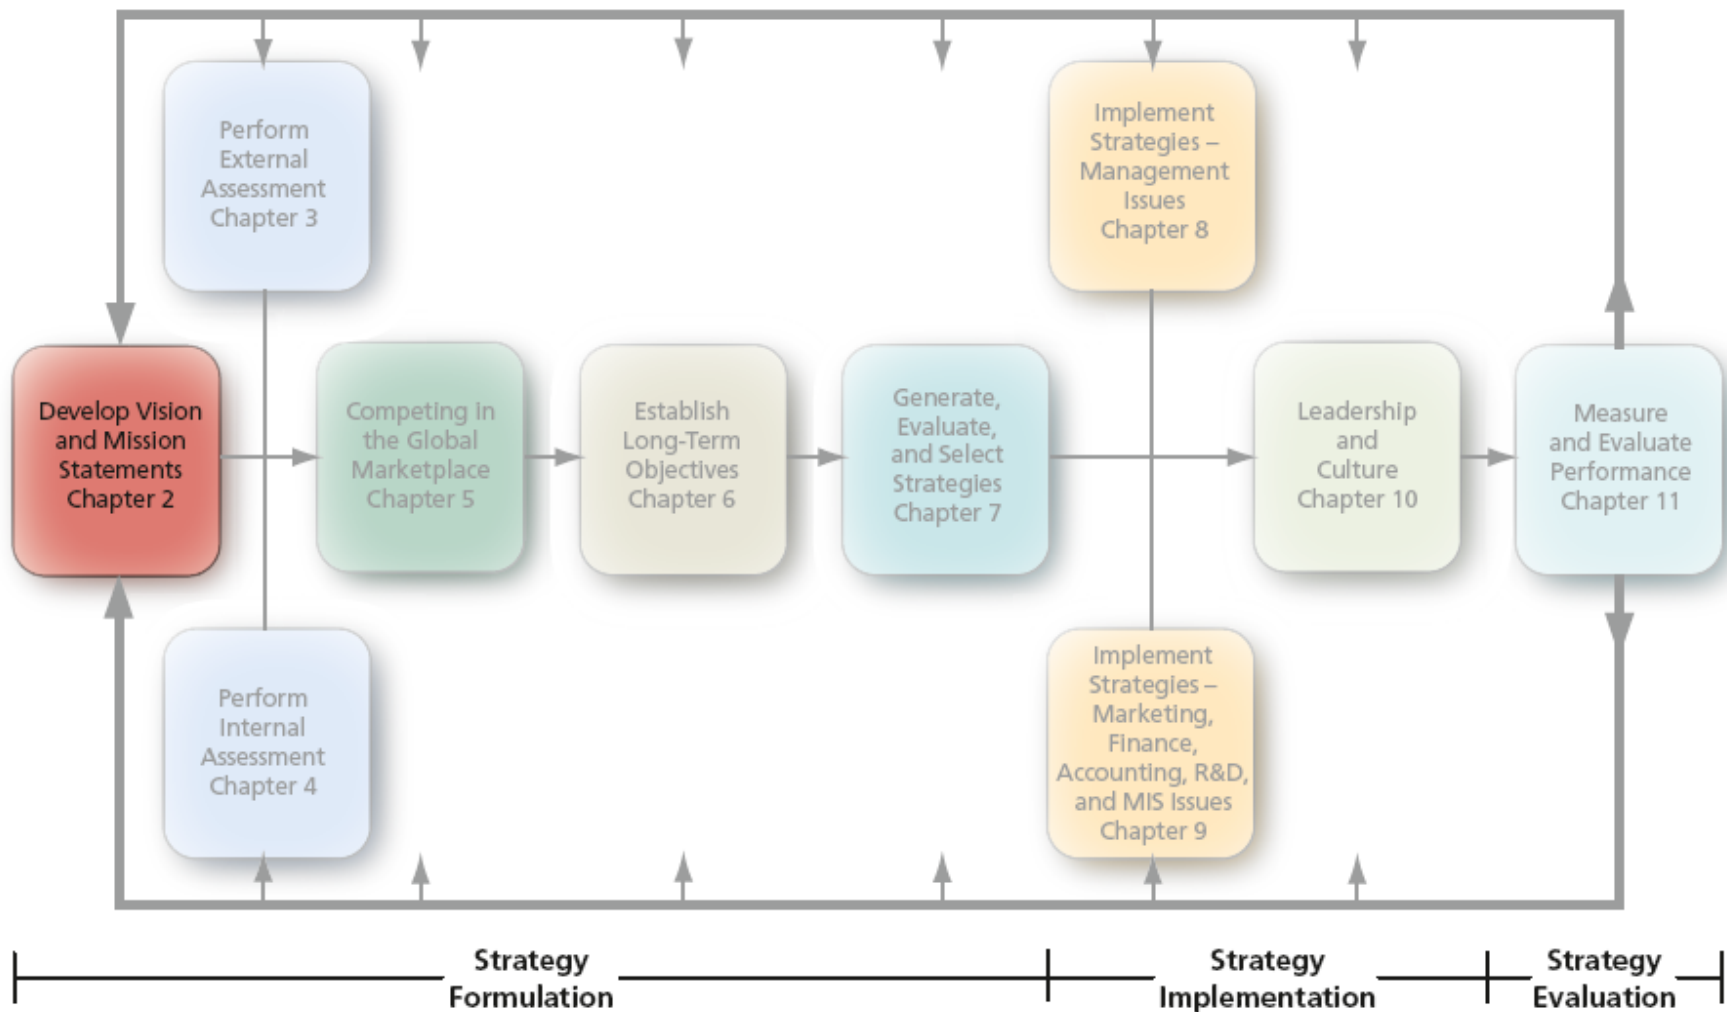 Perform
External
Assessment
Chapter 3
Implement
Strategies –
Management
Issues
Chapter 8
Develop Vision
and Mission
Statements
Chapter 2
Competing in
the Global
Marketplace
Chapter 5
Establish
Long-Term
Objectives
Chapter 6
Generate,
Evaluate,
and Select
Strategies
Chapter 7
Leadership
and
Culture
Chapter 10
Measure
and Evaluate
Performance
Chapter 11
Perform
Internal
Assessment
Chapter 4
Implement
Strategies –
Marketing,
Finance,
Accounting, R&D,
and MIS Issues
Chapter 9
Strategy
Formulation
Strategy
Implementation
Strategy
Evaluation